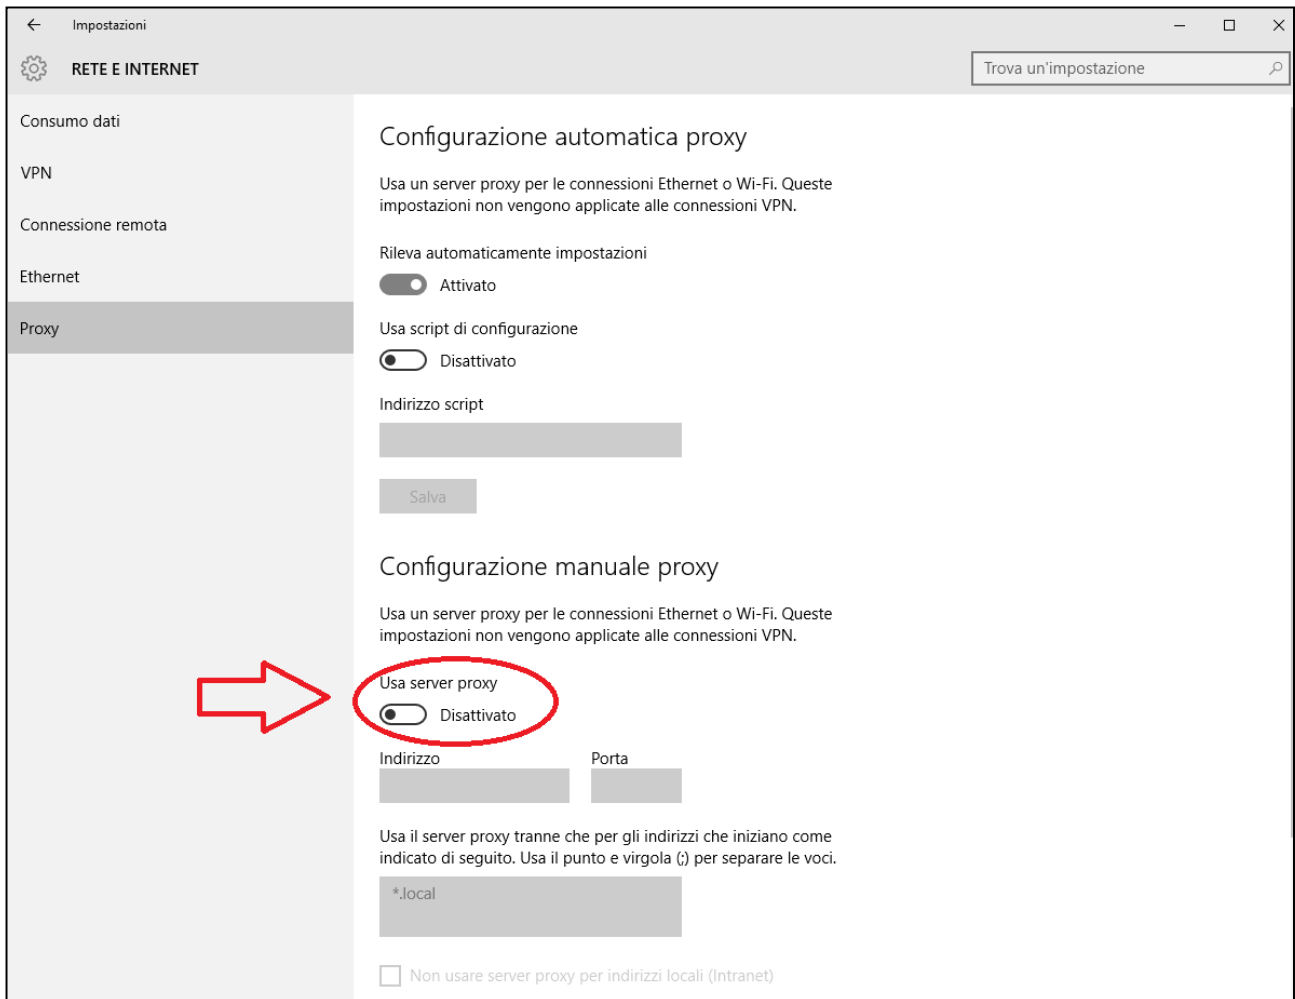 Impostazioni
RETE E INTERNET
Trova un'impostazione
Consumo dati
VPN
Connessione remota
Ethernet
Proxy
Configurazione automatica proxy
Usa un server proxy per le connessioni Ethernet o Wi-Fi. Queste
impostazioni non vengono applicate alle connessioni VPN.
Rileva automaticamente impostazioni
Attivato
Usa script di configurazione
Disattivato
Indirizzo script
Salva
Configurazione manuale proxy
Usa un server proxy per le connessioni Ethernet o Wi-Fi. Queste
impostazioni non vengono applicate alle connessioni VPN.
Usa server proxy
Disattivato
Indirizzo Porta
Usa il server proxy tranne che per gli indirizzi che iniziano come
indicato di seguito. Usa il punto e virgola (;) per separare le voci.
*.local
Non usare server proxy per indirizzi locali (Intranet)